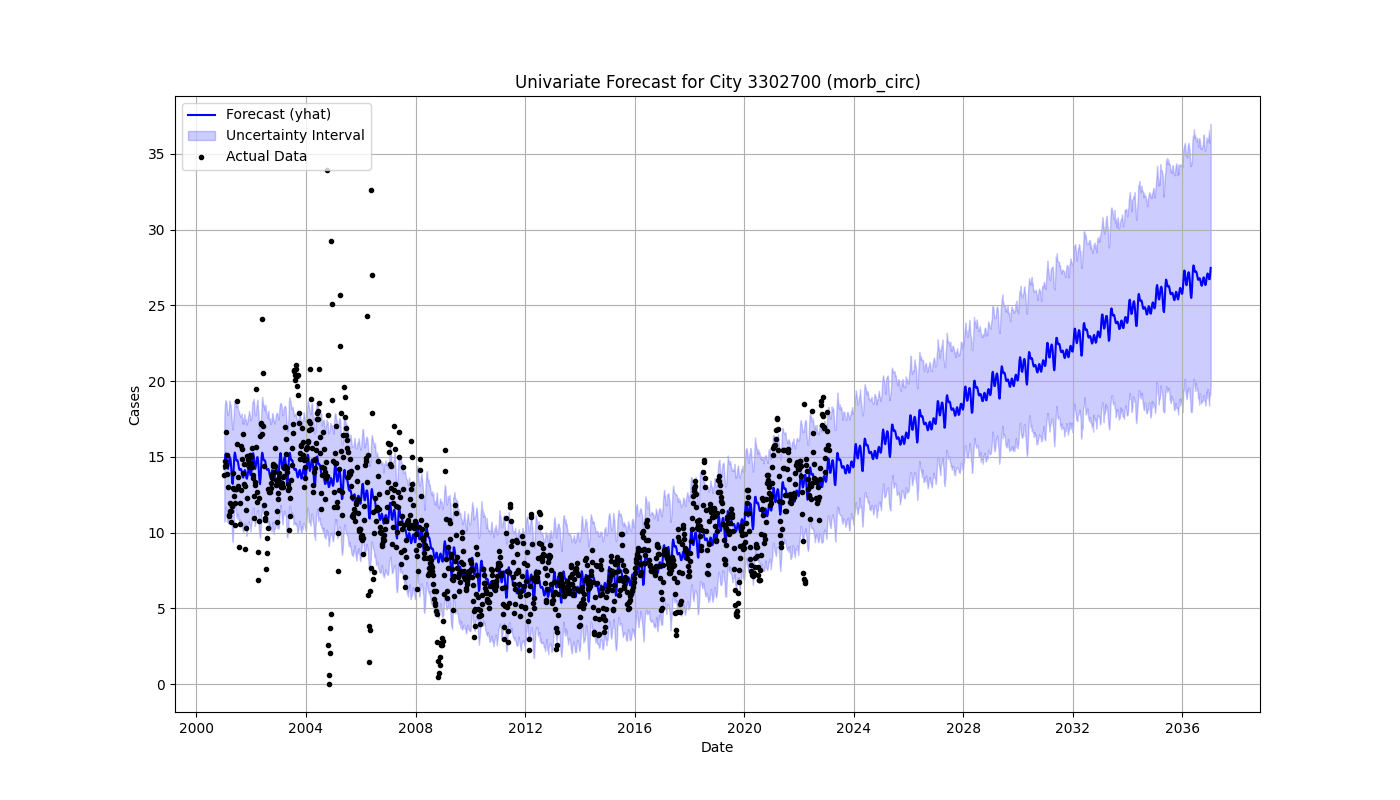 Univariate Forecast for City 3302700 (morb_circ)
Forecast (yhat)
Uncertainty Interval
Actual Data
Cases
35
30
25
20
15
10
5
0
2000 2004 2008 2012 2016 2020 2024 2028 2032 2036
Date